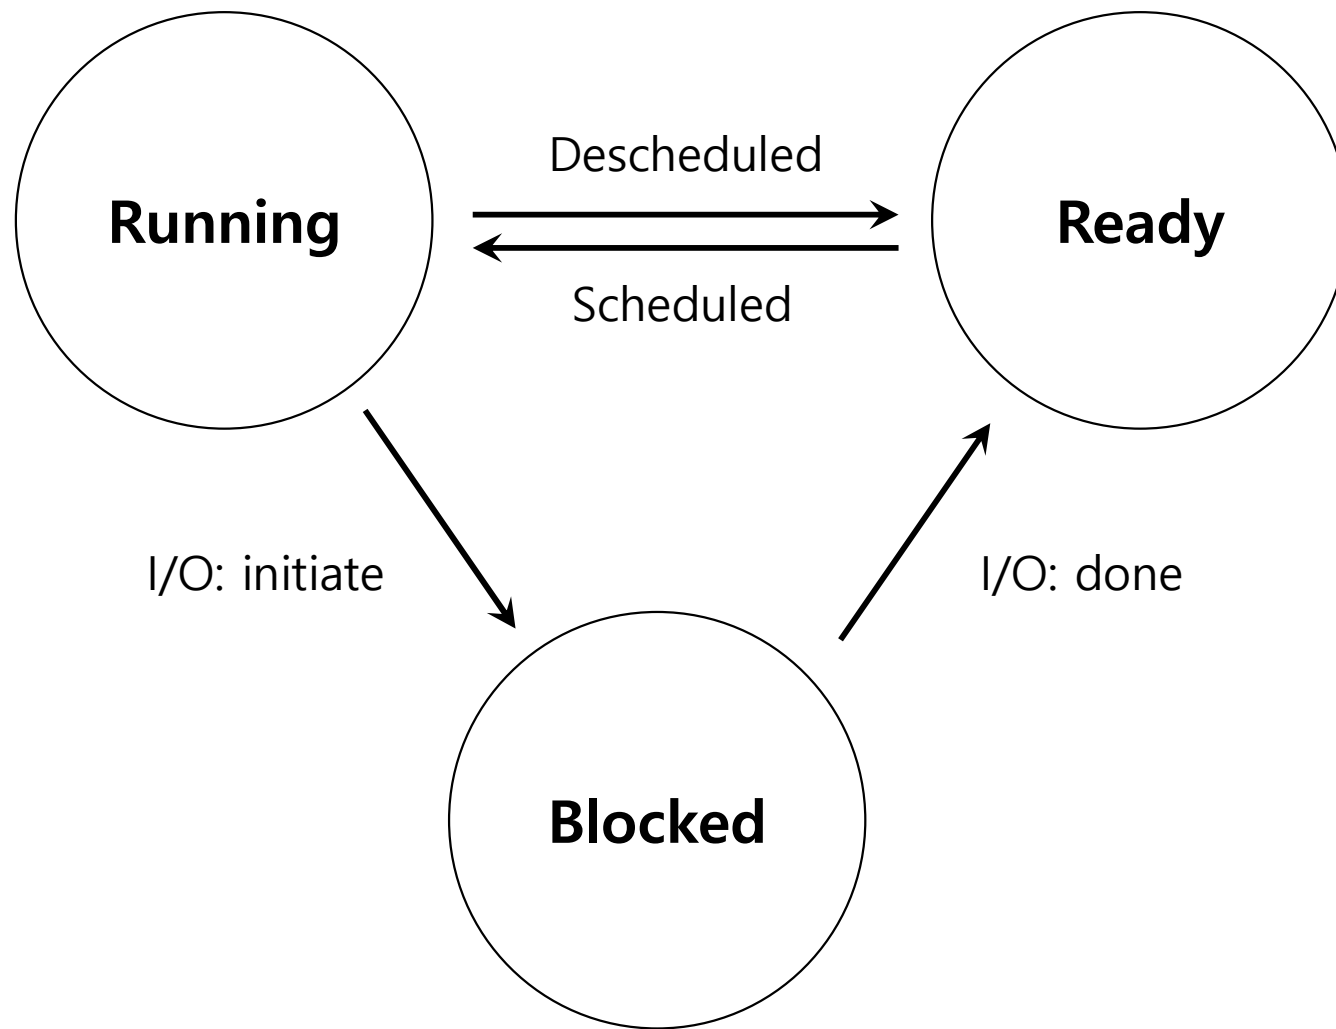 Descheduled
Running
Ready
Scheduled
I/O: initiate
I/O: done
Blocked